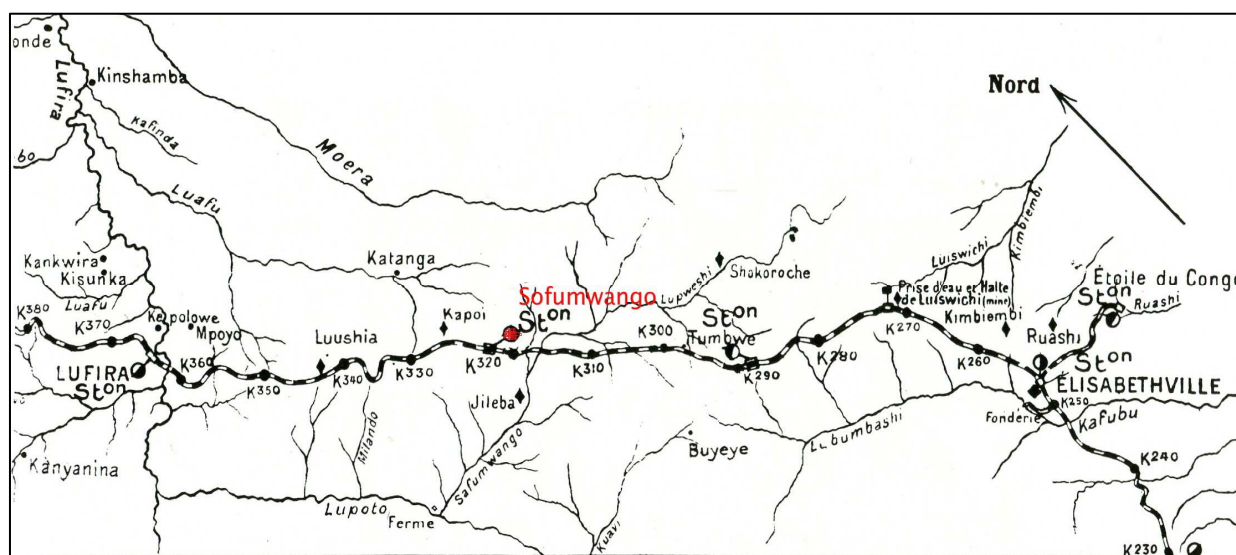 onde
Kinshamba
Lufira
Kafinda
Moera
Nord
60
Luafu
Kankwira
Kisunka
Luafu
Katanga
Shokoroche
Lupweshi
Luiswichi
Kimbiembi
Étoile du Congo
Ston
Ruashi
Prise d'eau et Halte
de Luiswichi (mine)
Sofumwango
Ston
Kapoi
K380
K370
Mpoyo
Luushia
K300
Ston
Tumbwe
K270
Kimbiembi
Ruashi
LUFIRA
Ston
K360
K350
K340
K330
K320
K310
K290
K280
K260
Ston
ÉLISABETHVILLE
K250
Fonderie
Kafubu
Jileba
Milando
Safumwango
Buyeye
Lubumbashi
K240
Kanyanina
Lupoto
Ferme
Kuavi
K230